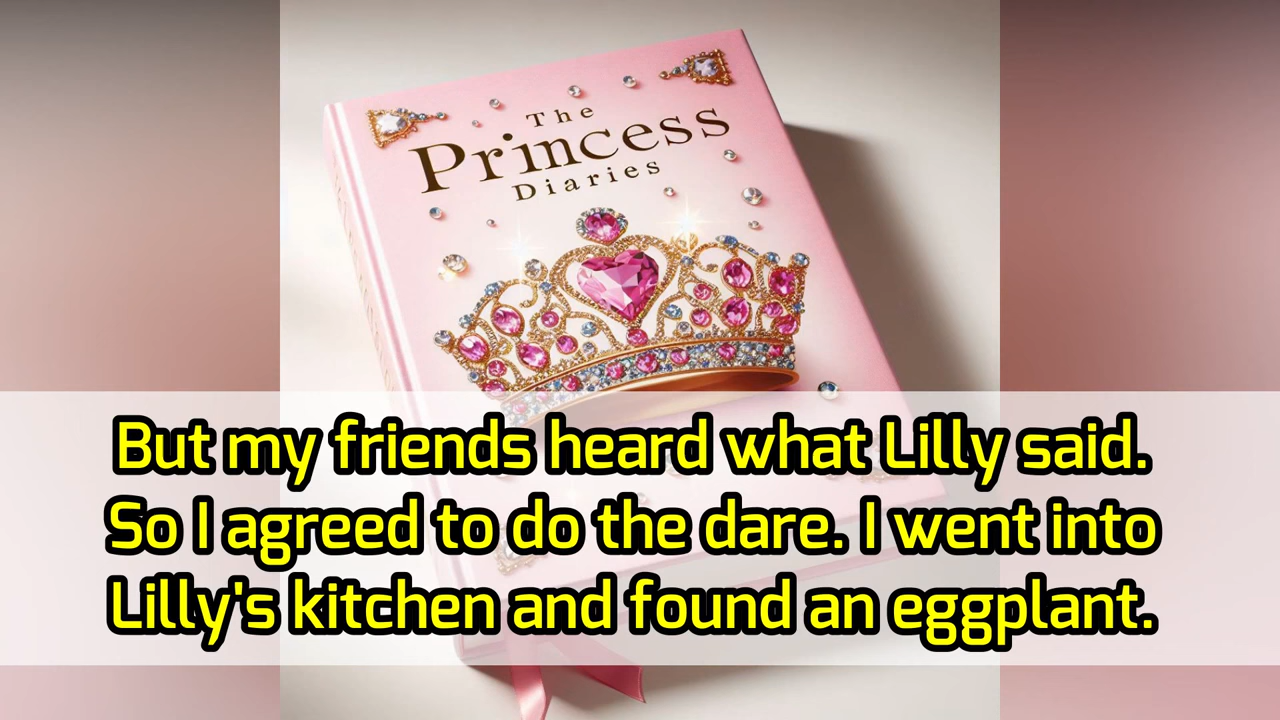 The
Princess
Diaries
But my friends heard what Lilly said.
So I agreed to do the dare. I went into
Lilly's kitchen and found an eggplant.